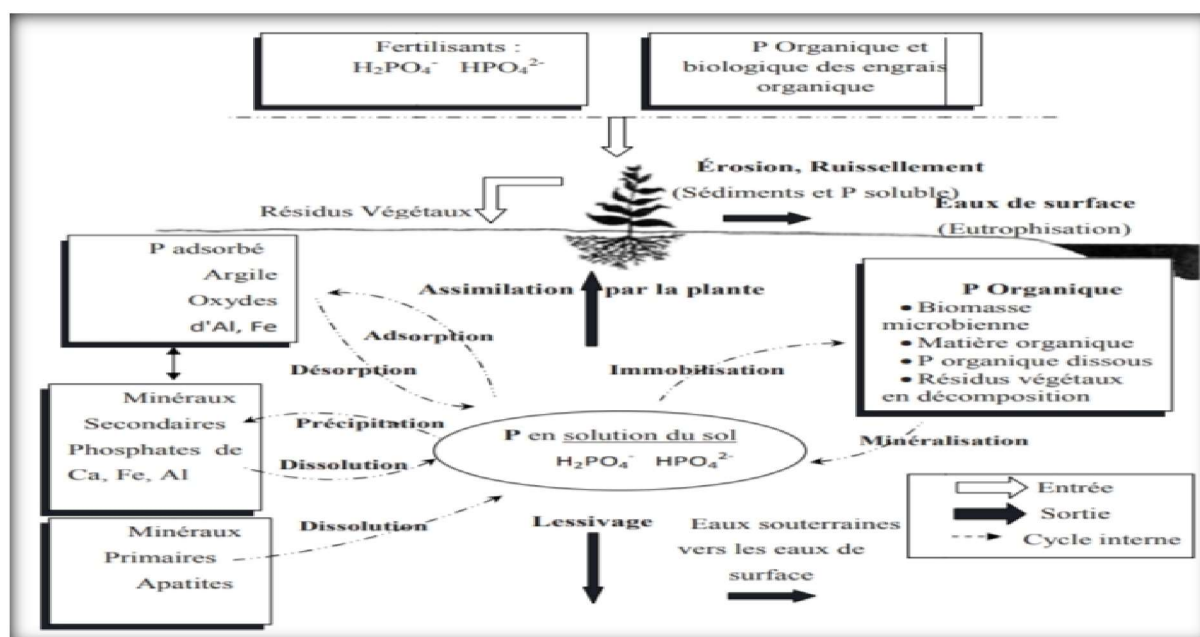 Fertilisants :
H₂PO₄⁻ HPO₄²⁻
P Organique et
biologique des engrais
organique
Érosion, Ruissellement
(Sédiments et P soluble)
Eaux de surface
(Eutrophisation)
Résidus Végétaux
P adsorbé
Argile
Oxydes
d'Al, Fe
Assimilation par la plante
Adsorption
Désorption
Immobilisation
P Organique
• Biomasse
microbienne
• Matière organique
• P organique dissous
• Résidus végétaux
en décomposition
Minéraux
Secondaires
Phosphates de
Ca, Fe, Al
Précipitation
Dissolution
P en solution du sol
H₂PO₄⁻ HPO₄²⁻
Minéralisation
Minéraux
Primaires
Apatites
Dissolution
Lessivage
Eaux souterraines
vers les eaux de
surface
Entrée
Sortie
Cycle interne